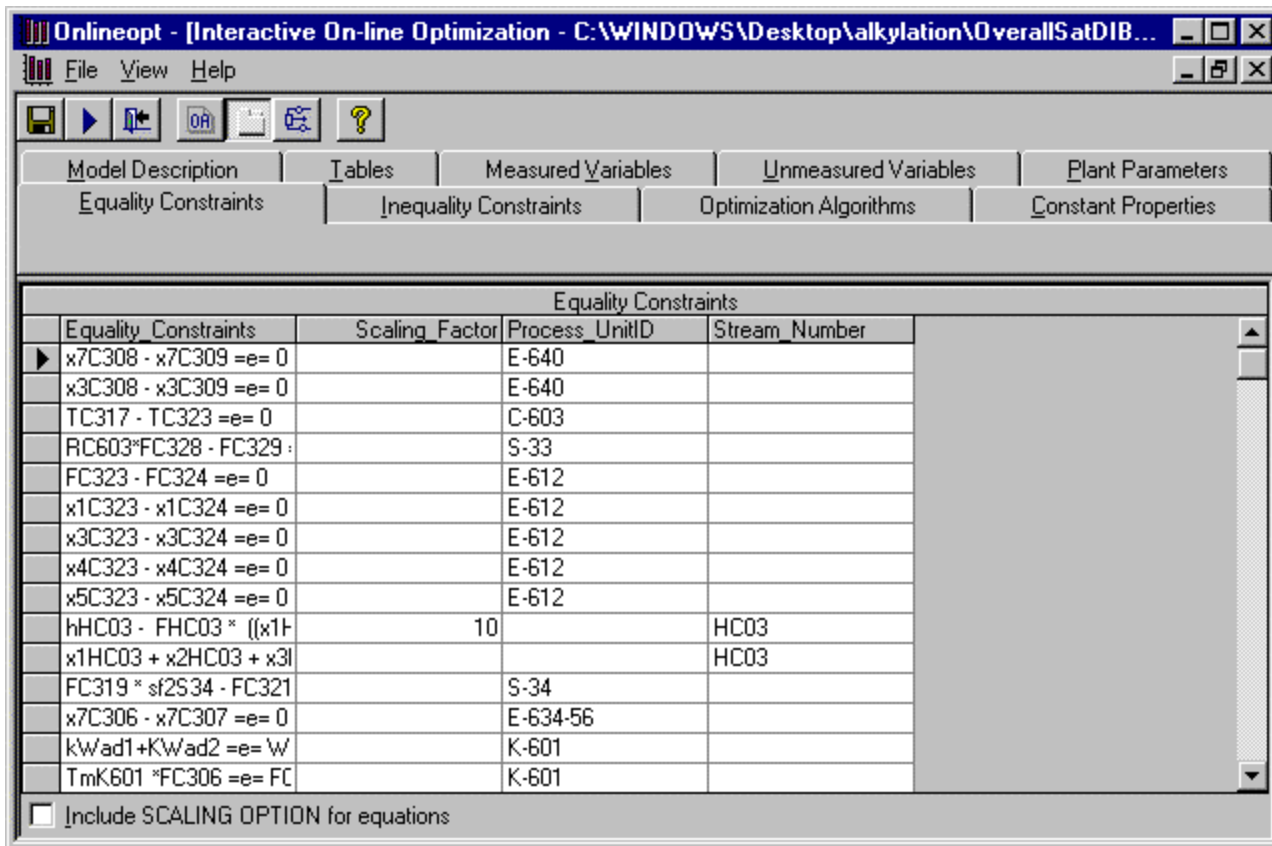 Onlineopt - [Interactive On-line Optimization - C:\WINDOWS\Desktop\alkylation\OverallSatDIB...
File View Help
OA
Model Description Tables Measured Variables Unmeasured Variables Plant Parameters
Equality Constraints Inequality Constraints Optimization Algorithms Constant Properties
Equality Constraints
Equality_Constraints Scaling_Factor Process_UnitID Stream_Number
x7C308 - x7C309 =e= 0 E-640
x3C308 - x3C309 =e= 0 E-640
TC317 - TC323 =e= 0 C-603
RC603*FC328 - FC329 = S-33
FC323 - FC324 =e= 0 E-612
x1C323 - x1C324 =e= 0 E-612
x3C323 - x3C324 =e= 0 E-612
x4C323 - x4C324 =e= 0 E-612
x5C323 - x5C324 =e= 0 E-612
hHC03 - FHC03 * ((x1H 10 HC03
x1HC03 + x2HC03 + x3H HC03
FC319 * sf2S34 - FC321 S-34
x7C306 - x7C307 =e= 0 E-634-56
kWad1+KWad2 =e= W K-601
TmK601 *FC306 =e= FC K-601
Include SCALING OPTION for equations